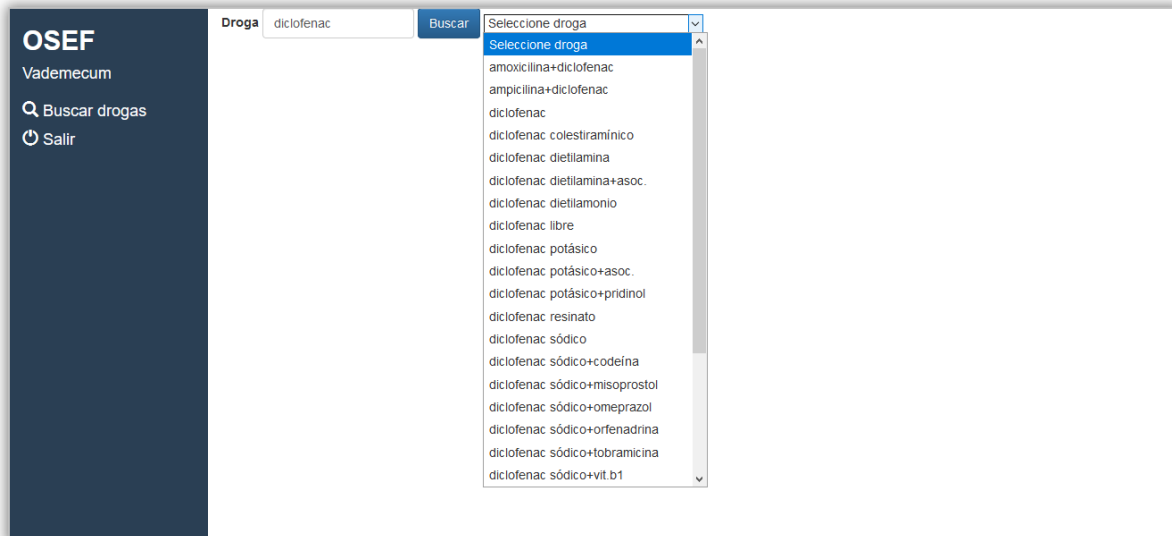 OSEF
Vademecum
Buscar drogas
Salir
Droga diclofenac Buscar Seleccione droga
Seleccione droga
amoxicilina+diclofenac
ampicilina+diclofenac
diclofenac
diclofenac colestiramínico
diclofenac dietilamina
diclofenac dietilamina+asoc.
diclofenac dietilamonio
diclofenac libre
diclofenac potásico
diclofenac potásico+asoc.
diclofenac potásico+pridinol
diclofenac resinato
diclofenac sódico
diclofenac sódico+codeína
diclofenac sódico+misoprostol
diclofenac sódico+omeprazol
diclofenac sódico+orfenadrina
diclofenac sódico+tobramicina
diclofenac sódico+vit.b1